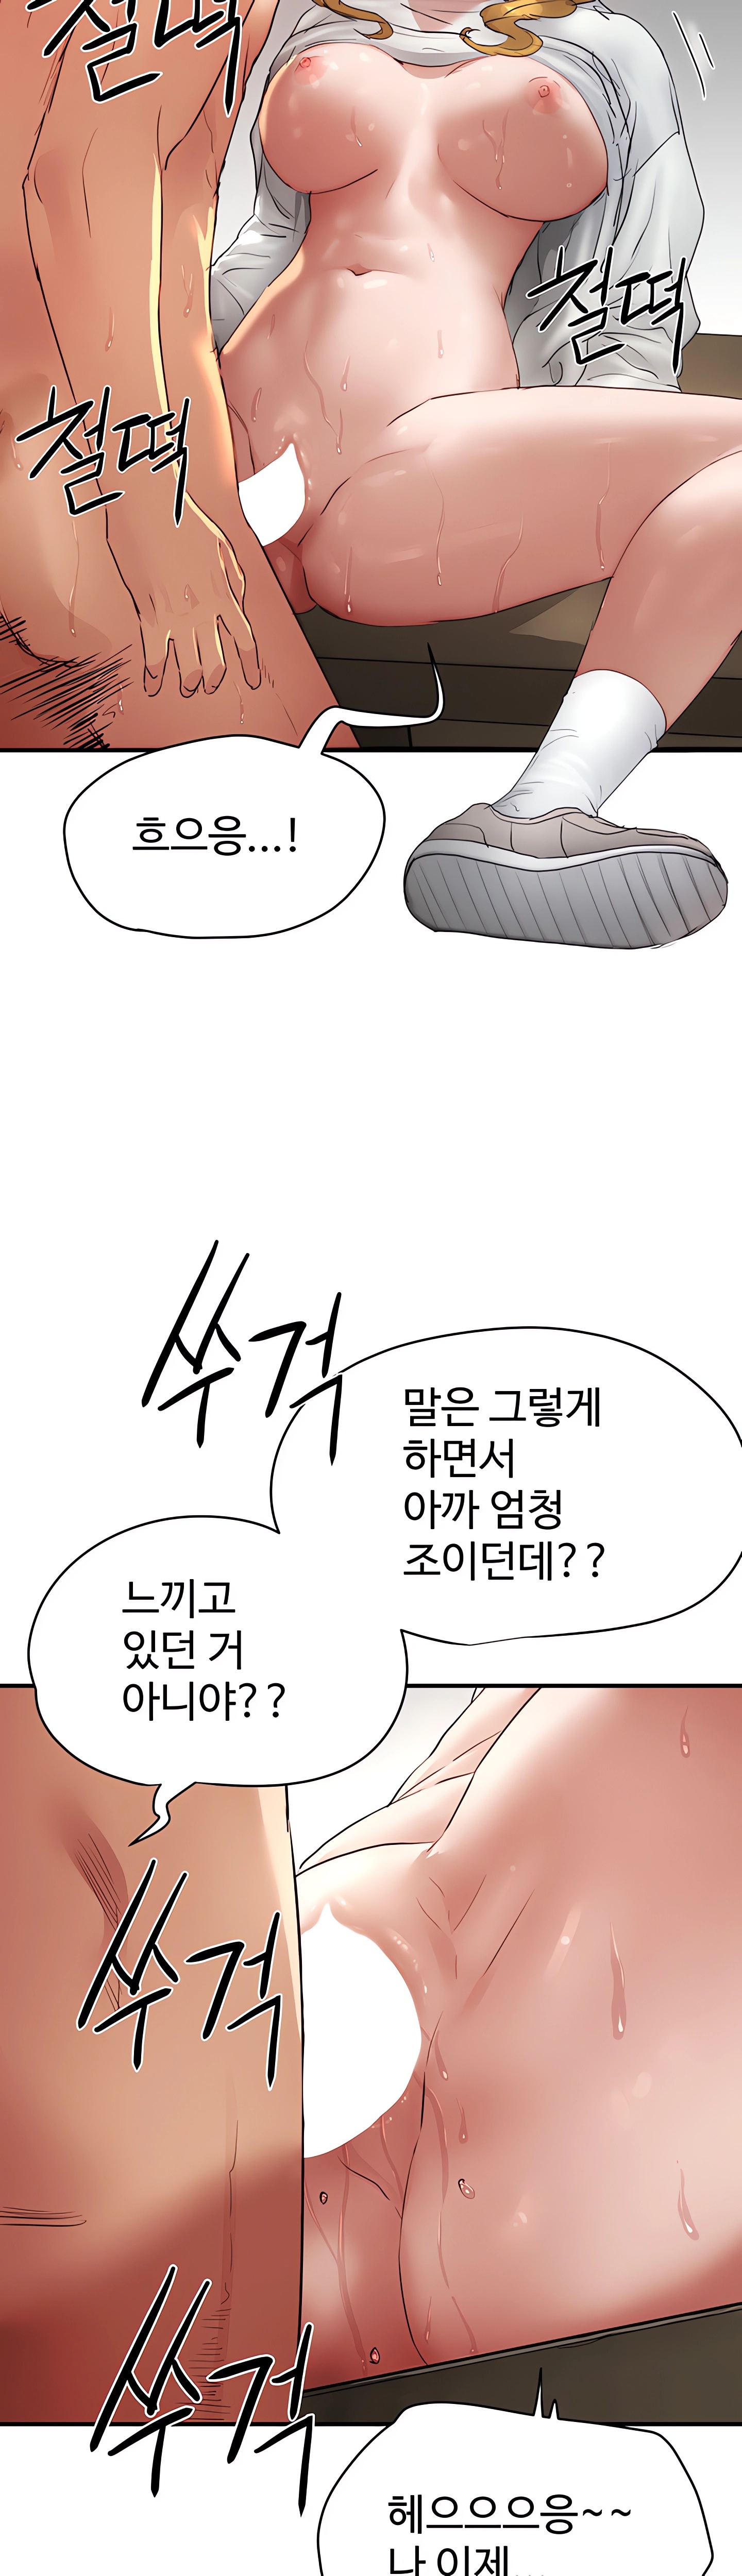 철떡
철떡
철떡
흐으응...!
쑤걱
말은 그렇게
하면서
아까 엄청
조이던데??
느끼고
있던 거
아니야??
쑤걱
쑤걱
헤으으으응~~
나 이제...